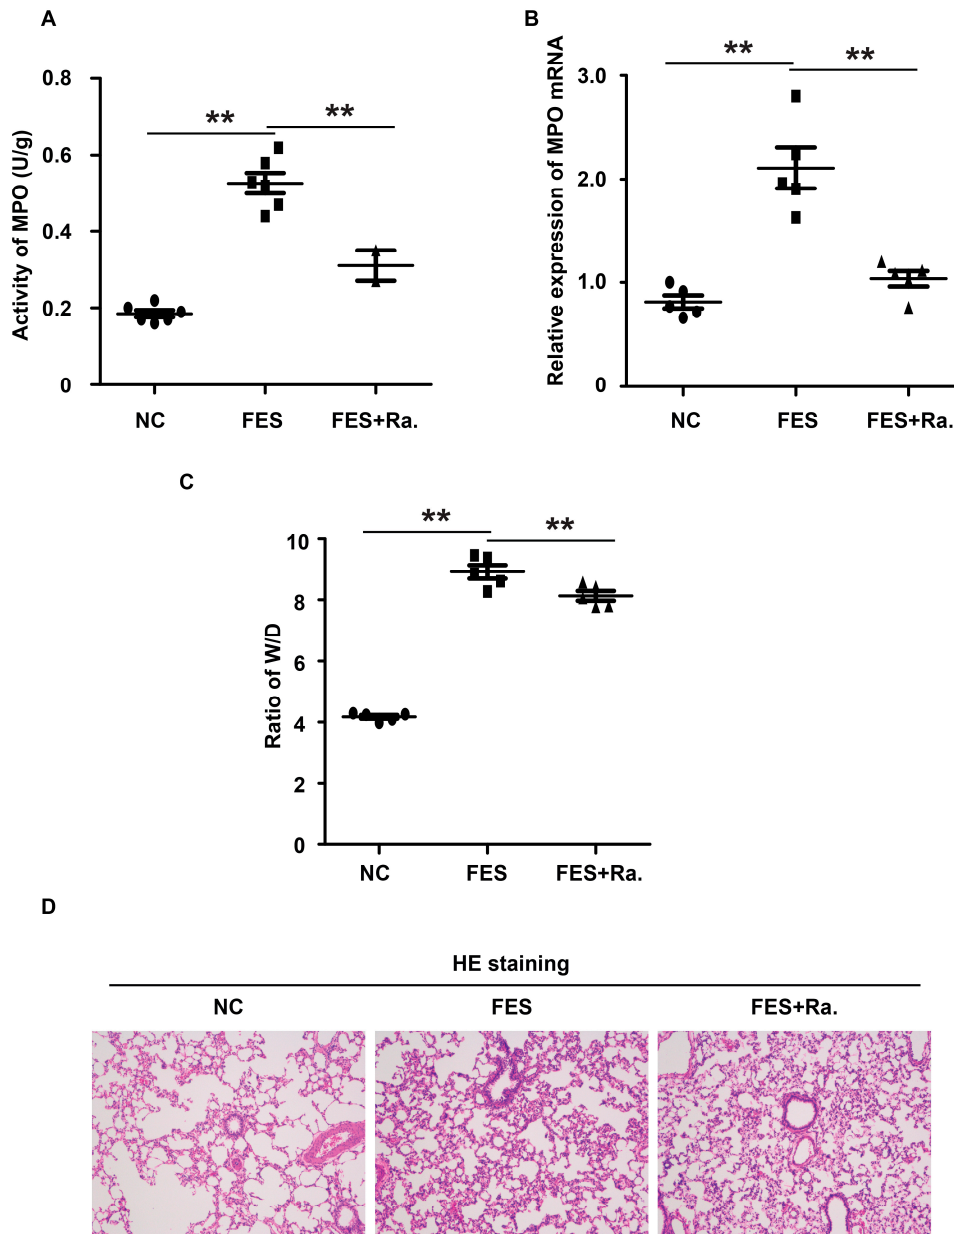 A
Activity of MPO (U/g)
0.8
0.6
0.4
0.2
0
**
**
NC
FES
FES+Ra.
B
Relative expression of MPO mRNA
3.0
2.0
1.0
0
**
**
NC
FES
FES+Ra.
C
Ratio of W/D
10
8
6
4
2
0
**
**
NC
FES
FES+Ra.
D
HE staining
NC
FES
FES+Ra.